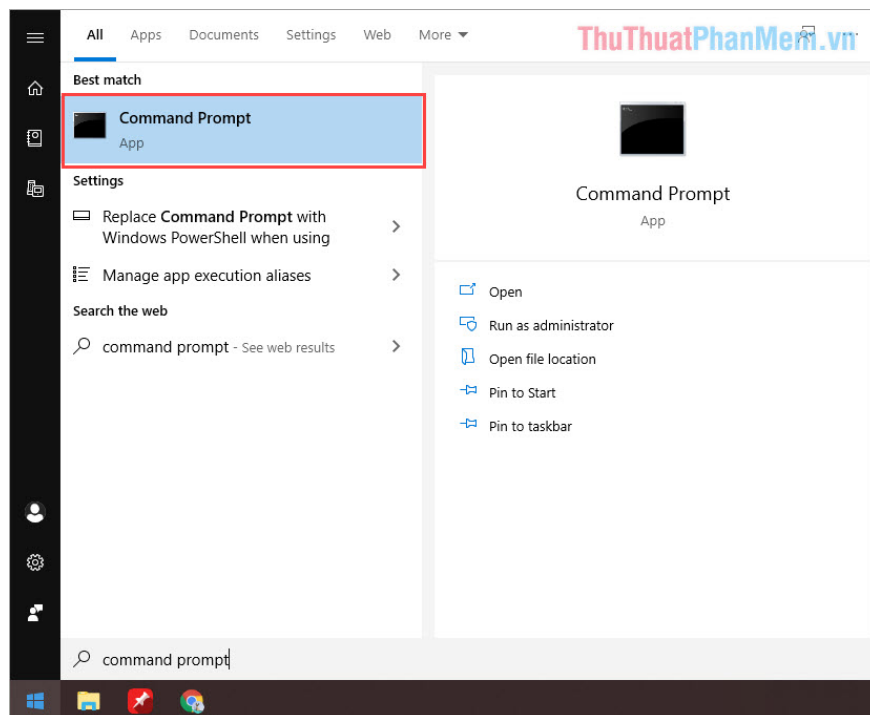 All Apps Documents Settings Web More
ThuThuatPhanMem.vn
Best match
Command Prompt
App
Settings
Replace Command Prompt with
Windows PowerShell when using
Manage app execution aliases
Search the web
command prompt - See web results
Command Prompt
App
Open
Run as administrator
Open file location
Pin to Start
Pin to taskbar
command prompt